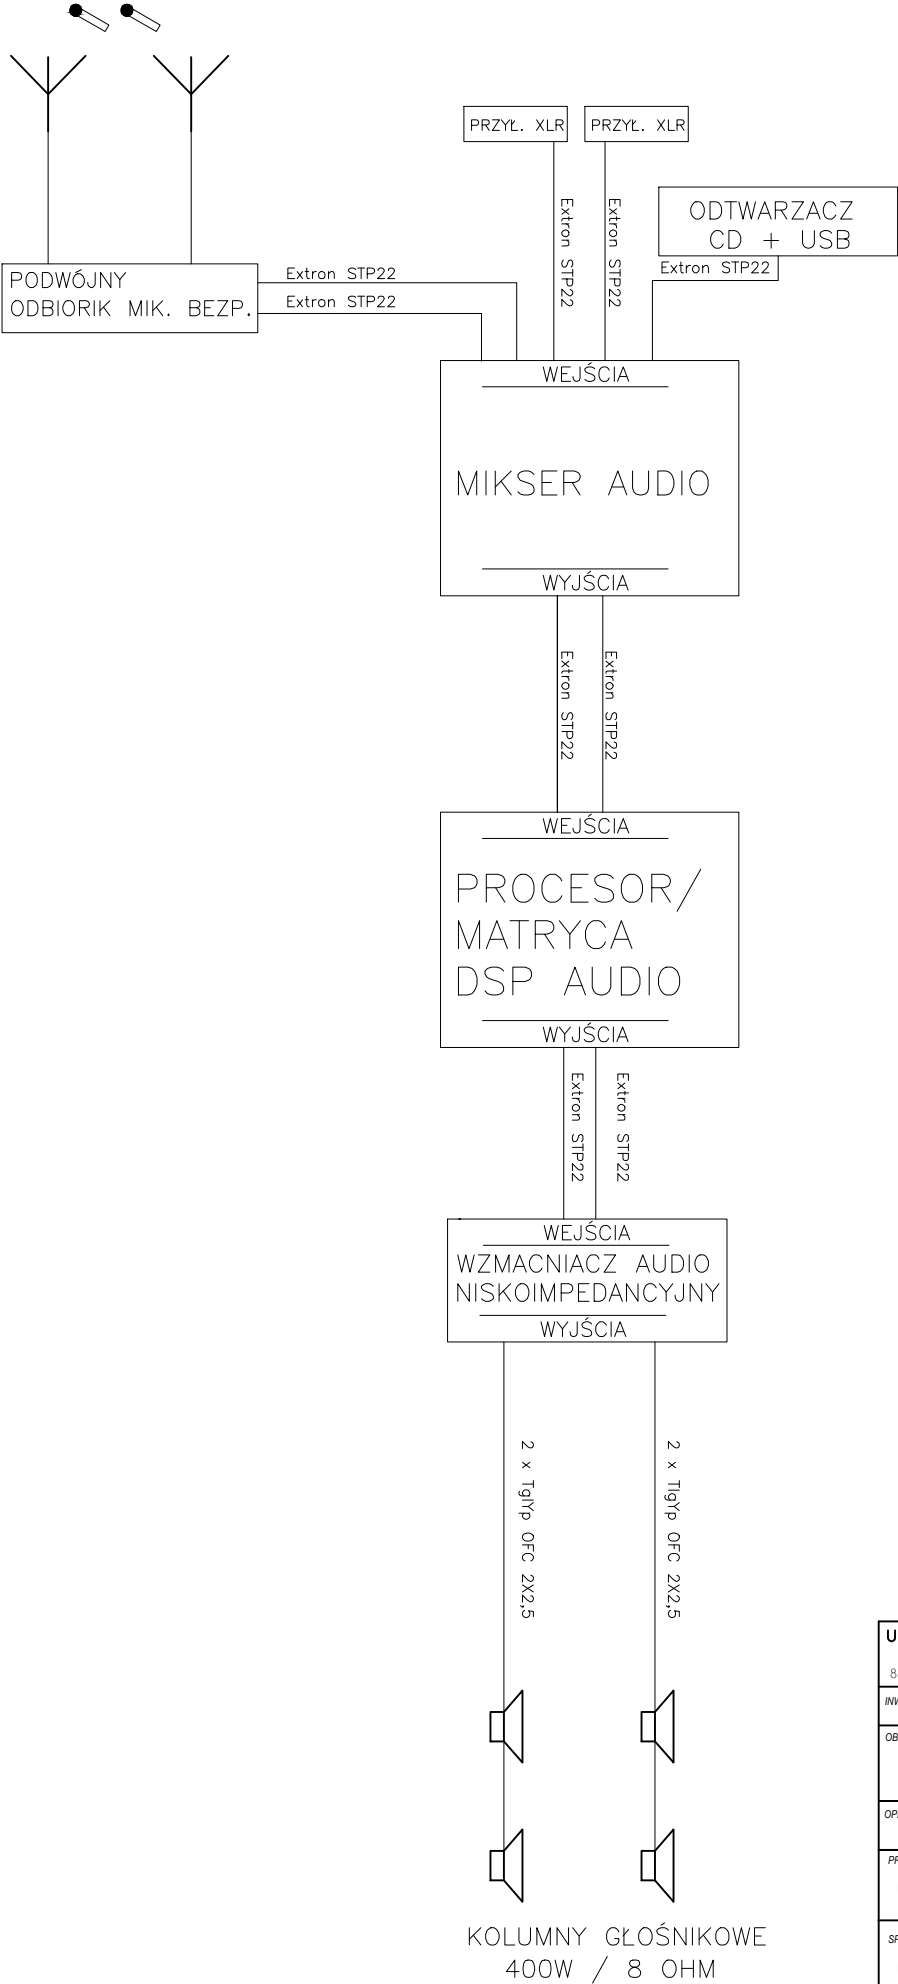 PRZYŁ. XLR
PRZYŁ. XLR
ODTWARZACZ
CD + USB
Extron STP22
Extron STP22
Extron STP22
PODWÓJNY
ODBIORIK MIK. BEZP.
Extron STP22
Extron STP22
WEJŚCIA
MIKSER AUDIO
WYJŚCIA
Extron STP22
Extron STP22
WEJŚCIA
PROCESOR/
MATRYCA
DSP AUDIO
WYJŚCIA
Extron STP22
Extron STP22
WEJŚCIA
WZMACNIACZ AUDIO
NISKOIMPEDANCYJNY
WYJŚCIA
2 x TglYp OFC 2X2,5
2 x TlgYp OFC 2X2,5
KOLUMNY GŁOŚNIKOWE
400W / 8 OHM